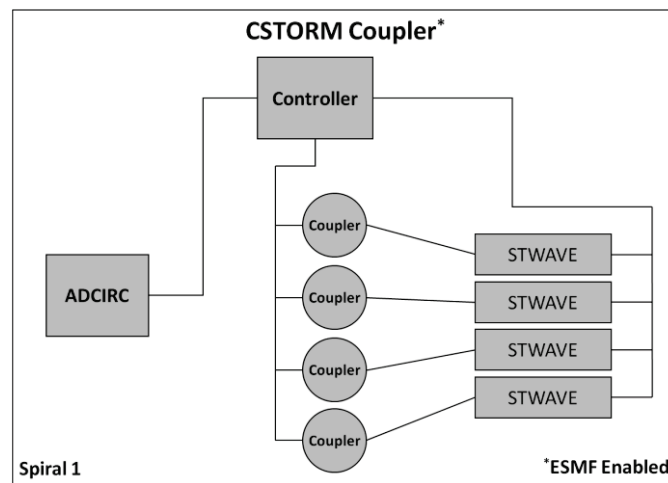 CSTORM Coupler*
Controller
Coupler
STWAVE
ADCIRC
Coupler
STWAVE
Coupler
STWAVE
Coupler
STWAVE
Spiral 1
*ESMF Enabled